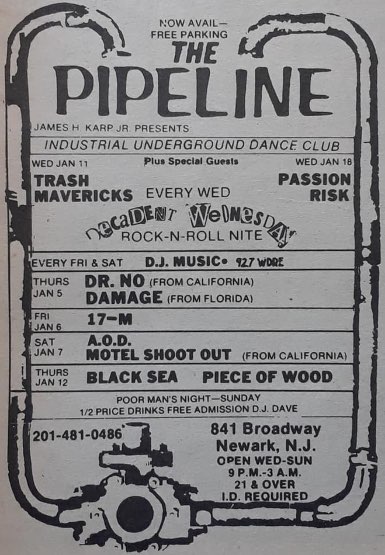 NOW AVAIL—
FREE PARKING
THE
PIPELINE
JAMES H. KARP JR. PRESENTS
INDUSTRIAL UNDERGROUND DANCE CLUB
WED JAN 11 Plus Special Guests WED JAN 18
TRASH PASSION
MAVERICKS EVERY WED RISK
DecADENT WeDNeSDAY
ROCK-N-ROLL NITE
EVERY FRI & SAT D.J. MUSIC• 92.7 WDRE
THURS DR. NO (FROM CALIFORNIA)
JAN 5 DAMAGE (FROM FLORIDA)
FRI 17-M
JAN 6
SAT A.O.D.
JAN 7 MOTEL SHOOT OUT (FROM CALIFORNIA)
THURS BLACK SEA PIECE OF WOOD
JAN 12
POOR MAN'S NIGHT—SUNDAY
1/2 PRICE DRINKS FREE ADMISSION D.J. DAVE
201-481-0486
841 Broadway
Newark, N.J.
OPEN WED-SUN
9 P.M.-3 A.M.
21 & OVER
I.D. REQUIRED